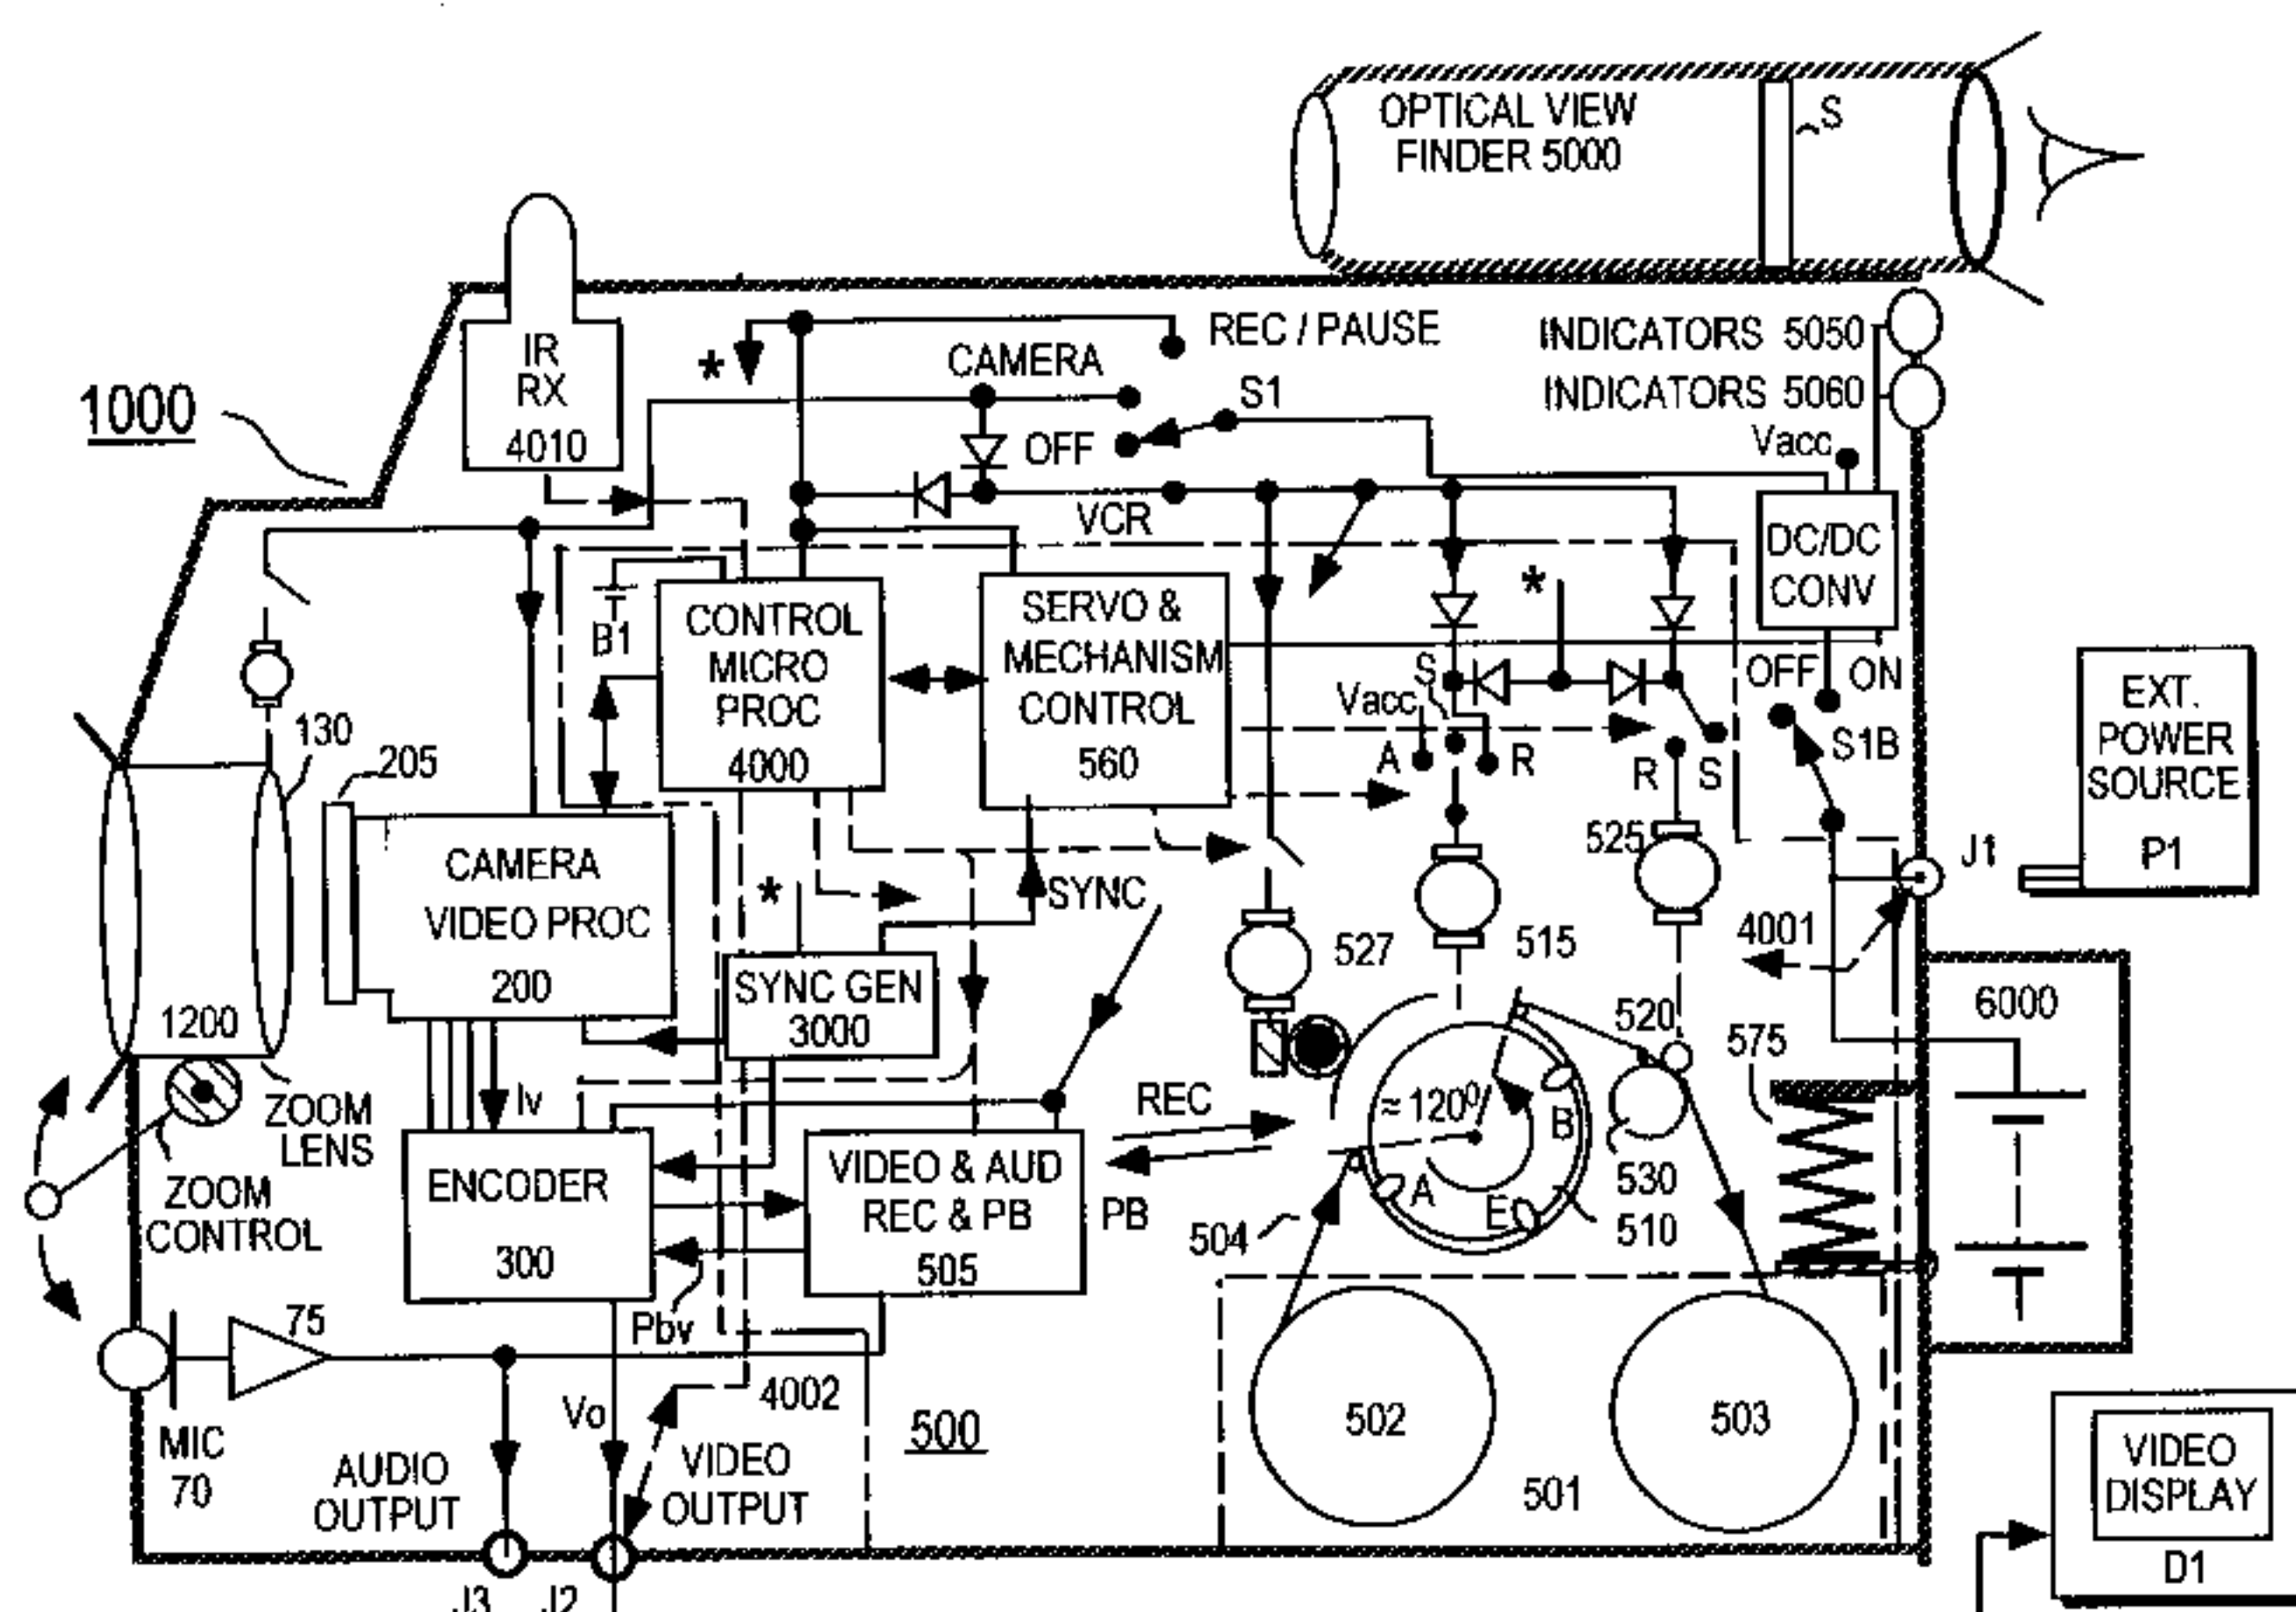 OPTICAL VIEW
FINDER 5000
S
IR
RX
4010
1000
*
REC / PAUSE
CAMERA
S1
OFF
VCR
INDICATORS 5050
INDICATORS 5060
Vacc
DC/DC
CONV
B1
CONTROL
MICRO
PROC
4000
SERVO &
MECHANISM
CONTROL
560
*
S
Vacc
A
R
R
S
OFF
ON
S1B
EXT.
POWER
SOURCE
P1
J1
130
205
CAMERA
VIDEO PROC
200
*
SYNC
SYNC GEN
3000
527
515
525
4001
6000
1200
ZOOM
LENS
ZOOM
CONTROL
Iv
520
575
≈ 120⁰
B
A
E
530
510
504
REC
PB
ENCODER
300
VIDEO & AUD
REC & PB
505
Pbv
75
MIC
70
4002
Vo
AUDIO
OUTPUT
VIDEO
OUTPUT
500
502
503
501
VIDEO
DISPLAY
D1
J3
J2